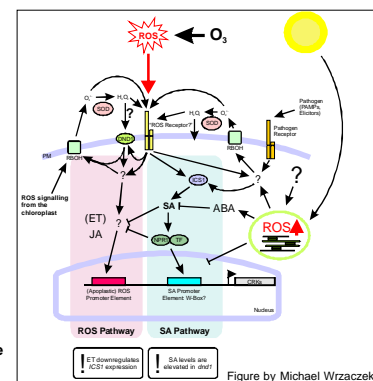 ROS
O3
O2- H2O2
SOD
?
DND1
"ROS Receptor?"
H2O2 O2-
SOD
RBOH
PM
RBOH
Pathogen
(PAMPs,
Elicitors)
Pathogen
Receptor
ROS signalling
from the
chloroplast
?
ICS1
?
?
SA
ABA
ROS
(ET)
JA
?
NPR1 TF
CRKs
(Apoplastic) ROS
Promoter Element
SA Promoter
Element W-Box?
Nucleus
ROS Pathway
SA Pathway
e
! ET downregulates
ICS1 expression
! SA levels are
elevated in dnd1
Figure by Michael Wrzaczek